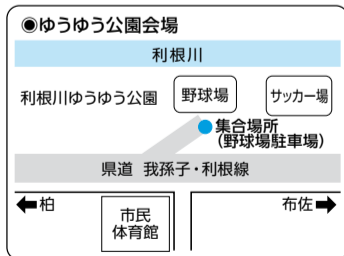 ◉ゆうゆう公園会場
利根川
利根川ゆうゆう公園
野球場
サッカー場
集合場所
(野球場駐車場)
県道 我孫子・利根線
⬅柏
市民
体育館
布佐➡